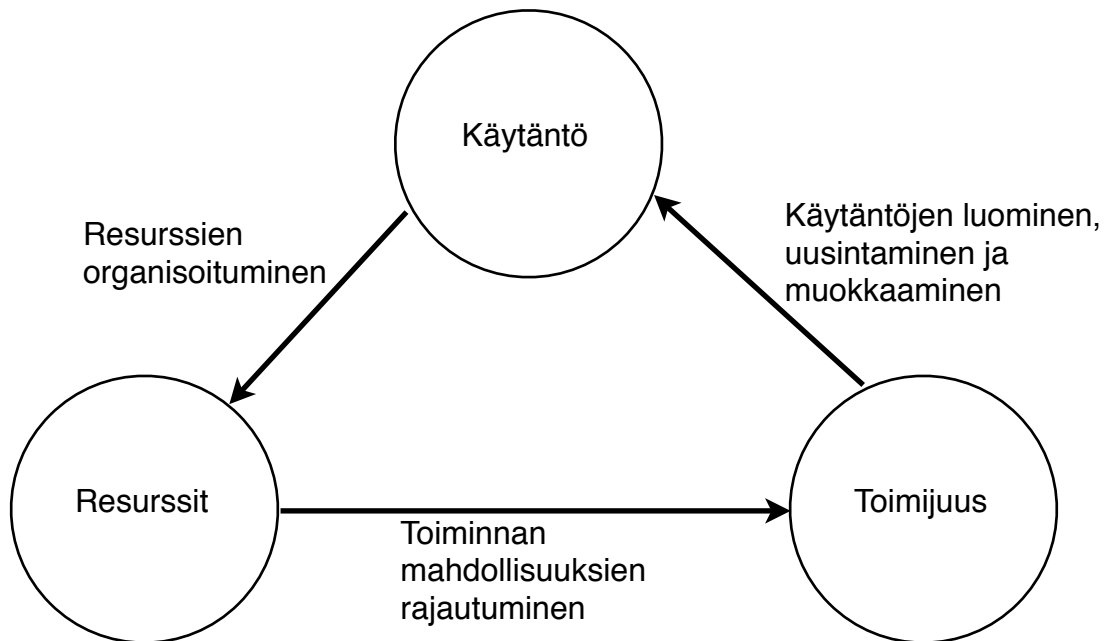 Käytäntö
Resurssien
organisoituminen
Käytäntöjen luominen,
uusintaminen ja
muokkaaminen
Resurssit
Toimijuus
Toiminnan
mahdollisuuksien
rajautuminen